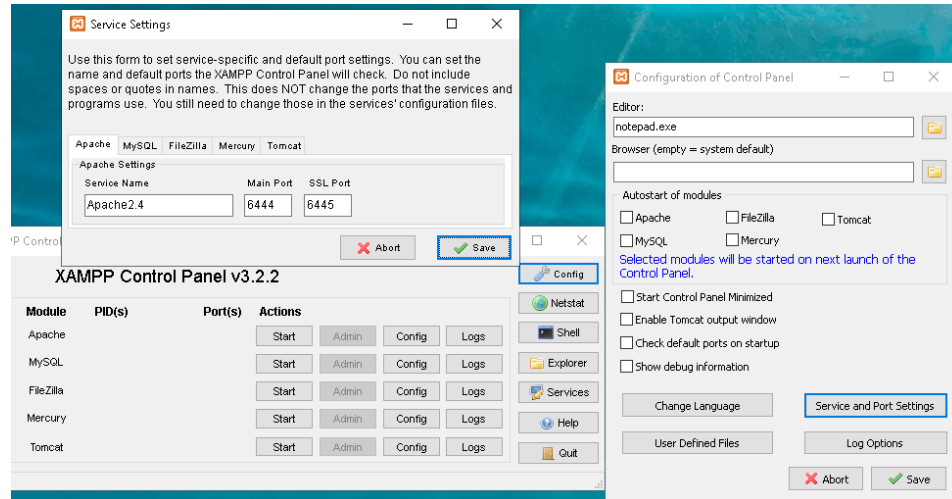 Service Settings
Use this form to set service-specific and default port settings. You can set the
name and default ports the XAMPP Control Panel will check. Do not include
spaces or quotes in names. This does NOT change the ports that the services and
programs use. You still need to change those in the services' configuration files.
Apache MySQL FileZilla Mercury Tomcat
Apache Settings
Service Name Main Port SSL Port
Apache2.4 6444 6445
Abort Save
Control
XAMPP Control Panel v3.2.2
Module PID(s) Port(s) Actions
Apache Start Admin Config Logs
MySQL Start Admin Config Logs
FileZilla Start Admin Config Logs
Mercury Start Admin Config Logs
Tomcat Start Admin Config Logs
Config
Netstat
Shell
Explorer
Services
Help
Quit
Configuration of Control Panel
Editor:
notepad.exe
Browser (empty = system default)
Autostart of modules
Apache FileZilla Tomcat
MySQL Mercury
Selected modules will be started on next launch of the
Control Panel.
Start Control Panel Minimized
Enable Tomcat output window
Check default ports on startup
Show debug information
Change Language Service and Port Settings
User Defined Files Log Options
Abort Save